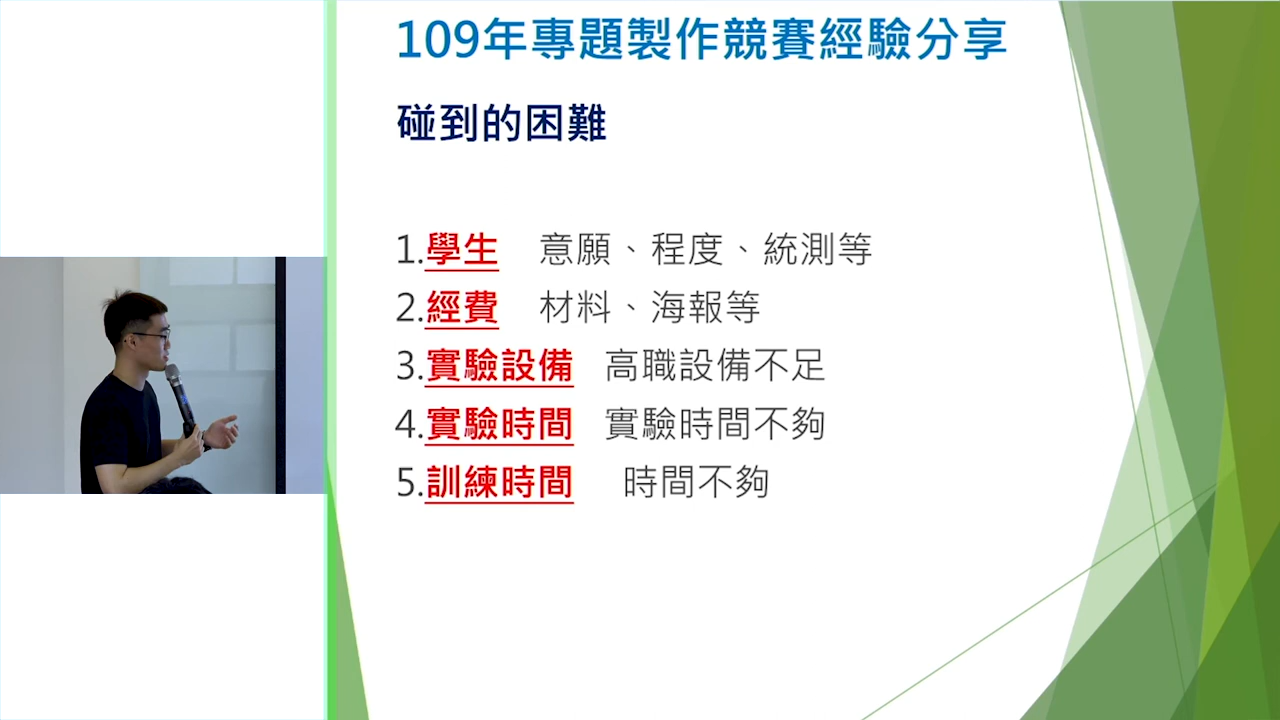 109年專題製作競賽經驗分享
碰到的困難
1.學生 意願、程度、統測等
2.經費 材料、海報等
3.實驗設備 高職設備不足
4.實驗時間 實驗時間不夠
5.訓練時間 時間不夠